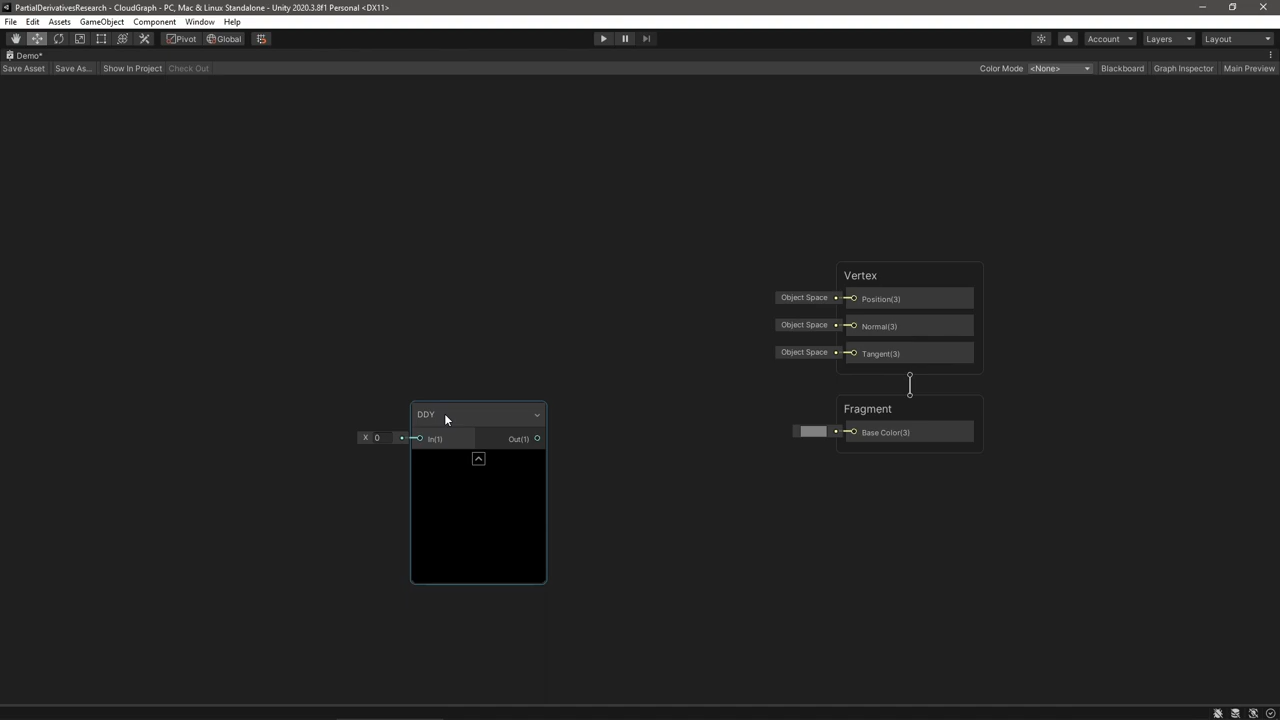 PartialDerivativesResearch - CloudGraph - PC, Mac & Linux Standalone - Unity 2020.3.8f1 Personal <DX11>
File Edit Assets GameObject Component Window Help
Pivot Global Account Layers Layout
Demo*
Save Asset Save As... Show In Project Check Out Color Mode <None> Blackboard Graph Inspector Main Preview
Vertex
Object Space Position(3)
Object Space Normal(3)
Object Space Tangent(3)
Fragment
Base Color(3)
DDY
X 0 In(1) Out(1)